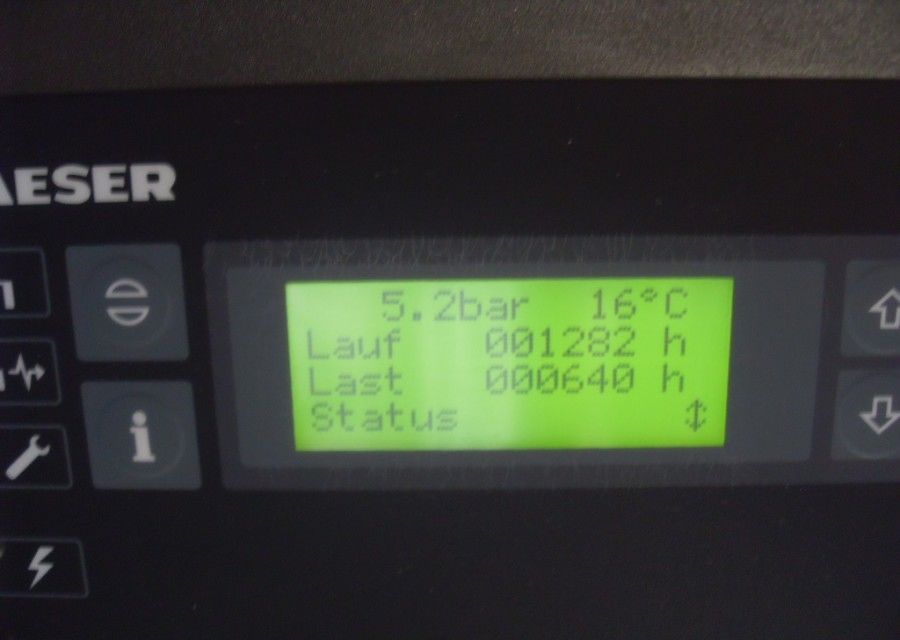 AESER
5.2bar 16°C
Lauf 001282 h
Last 000640 h
Status